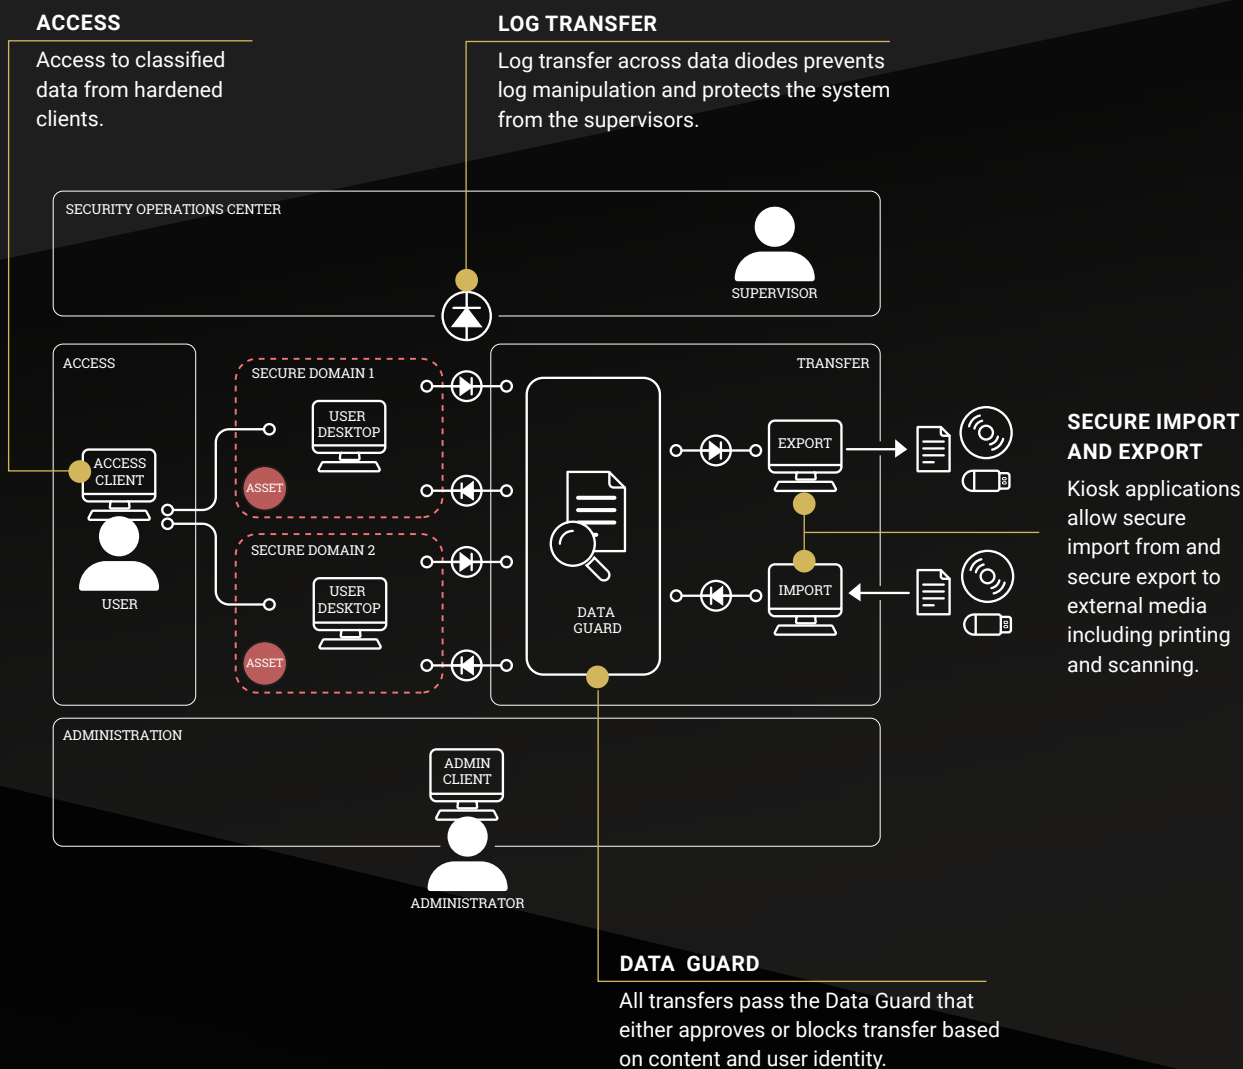 ACCESS
Access to classified
data from hardened
clients.
LOG TRANSFER
Log transfer across data diodes prevents
log manipulation and protects the system
from the supervisors.
SECURITY OPERATIONS CENTER
SUPERVISOR
ACCESS
ACCESS
CLIENT
USER
SECURE DOMAIN 1
USER
DESKTOP
ASSET
SECURE DOMAIN 2
USER
DESKTOP
ASSET
TRANSFER
DATA
GUARD
EXPORT
IMPORT
SECURE IMPORT
AND EXPORT
Kiosk applications
allow secure
import from and
secure export to
external media
including printing
and scanning.
ADMINISTRATION
ADMIN
CLIENT
ADMINISTRATOR
DATA GUARD
All transfers pass the Data Guard that
either approves or blocks transfer based
on content and user identity.